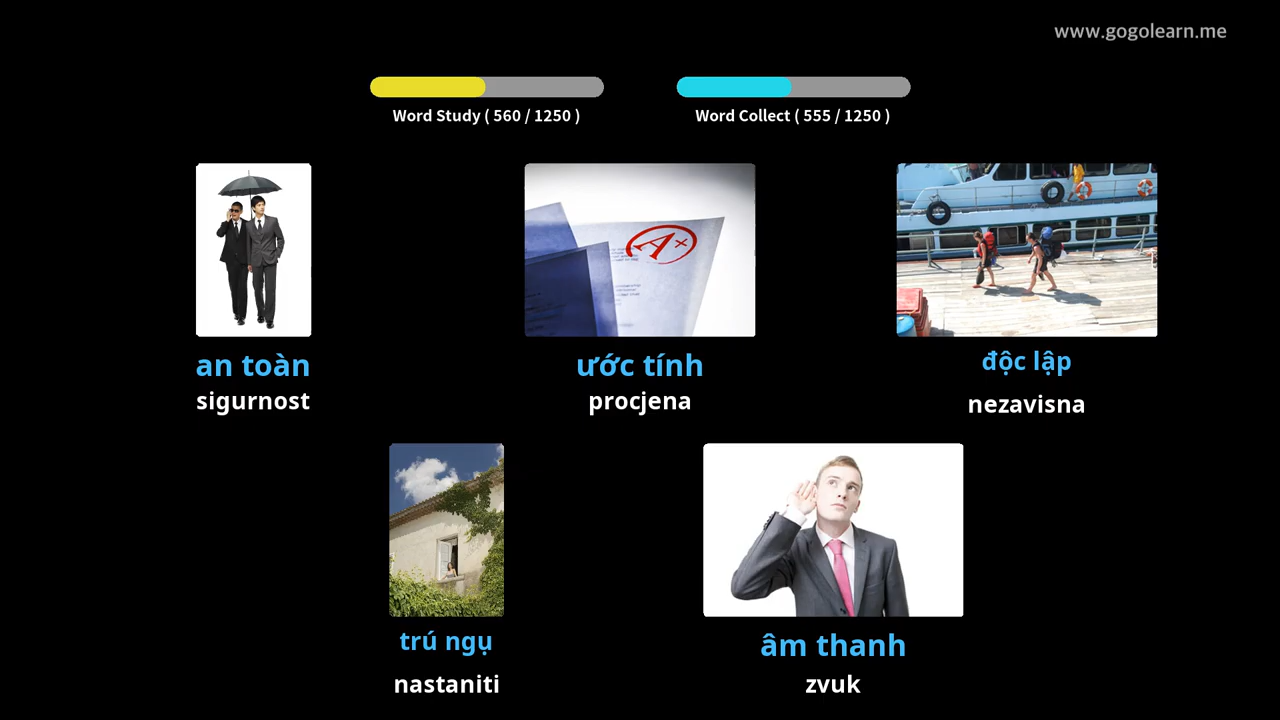 www.gogolearn.me
Word Study ( 560 / 1250 )
Word Collect ( 555 / 1250 )
an toàn
sigurnost
ước tính
procjena
độc lập
nezavisna
trú ngụ
nastaniti
âm thanh
zvuk
A+